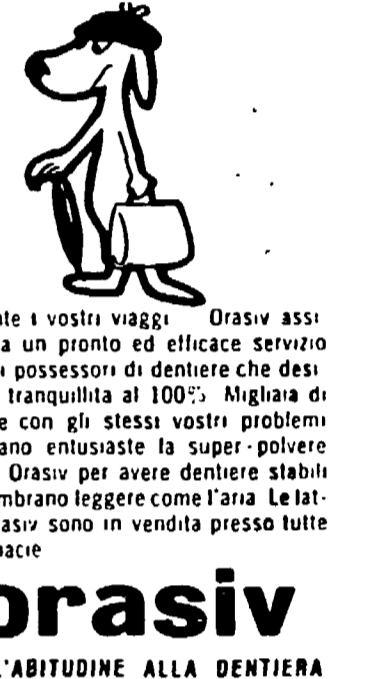 te i vostri viaggi Orasiv assi
a un pronto ed efficace servizio
i possessori di dentiere che desi
tranquillità al 100% Migliaia di
e con gli stessi vostri problemi
ano entusiaste la super-polvere
Orasiv per avere dentiere stabili
mbrano leggere come l'aria Le lat-
asiv sono in vendita presso tutte
acie
orasiv
L'ABITUDINE ALLA DENTIERA